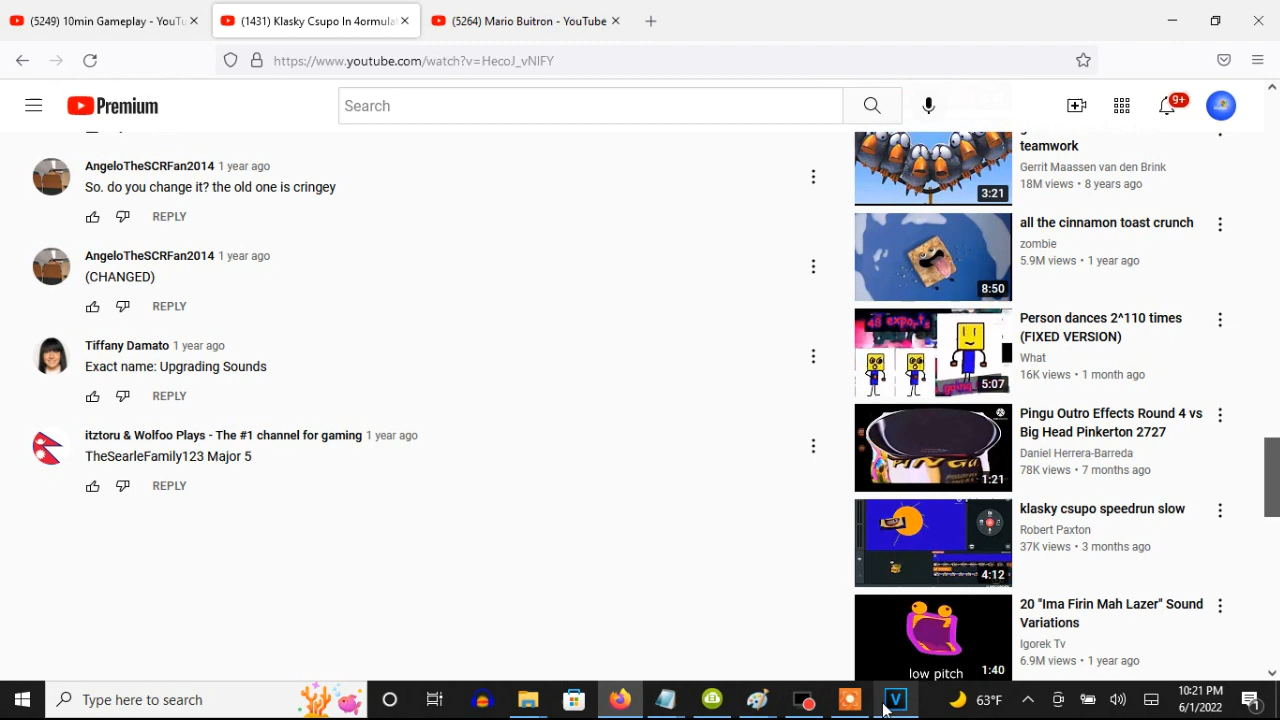 (5249) 10min Gameplay - YouTu
(1431) Klasky Csupo In 4ormulat
(5264) Mario Buitron - YouTube
https://www.youtube.com/watch?v=HecoJ_vNIFY
Premium
Search
9+
AngeloTheSCRFan2014 1 year ago
So. do you change it? the old one is cringey
REPLY
AngeloTheSCRFan2014 1 year ago
(CHANGED)
REPLY
Tiffany Damato 1 year ago
Exact name: Upgrading Sounds
REPLY
itztoru & Wolfoo Plays - The #1 channel for gaming 1 year ago
TheSearleFamily123 Major 5
REPLY
teamwork
Gerrit Maassen van den Brink
18M views • 8 years ago
3:21
all the cinnamon toast crunch
zombie
5.9M views • 1 year ago
8:50
48 exports
going
Person dances 2^110 times
(FIXED VERSION)
What
16K views • 1 month ago
5:07
Pingu Outro Effects Round 4 vs
Big Head Pinkerton 2727
Daniel Herrera-Barreda
78K views • 7 months ago
1:21
klasky csupo speedrun slow
Robert Paxton
37K views • 3 months ago
4:12
20 "Ima Firin Mah Lazer" Sound
Variations
Igorek Tv
6.9M views • 1 year ago
low pitch
1:40
Type here to search
V
63°F
10:21 PM
6/1/2022
1